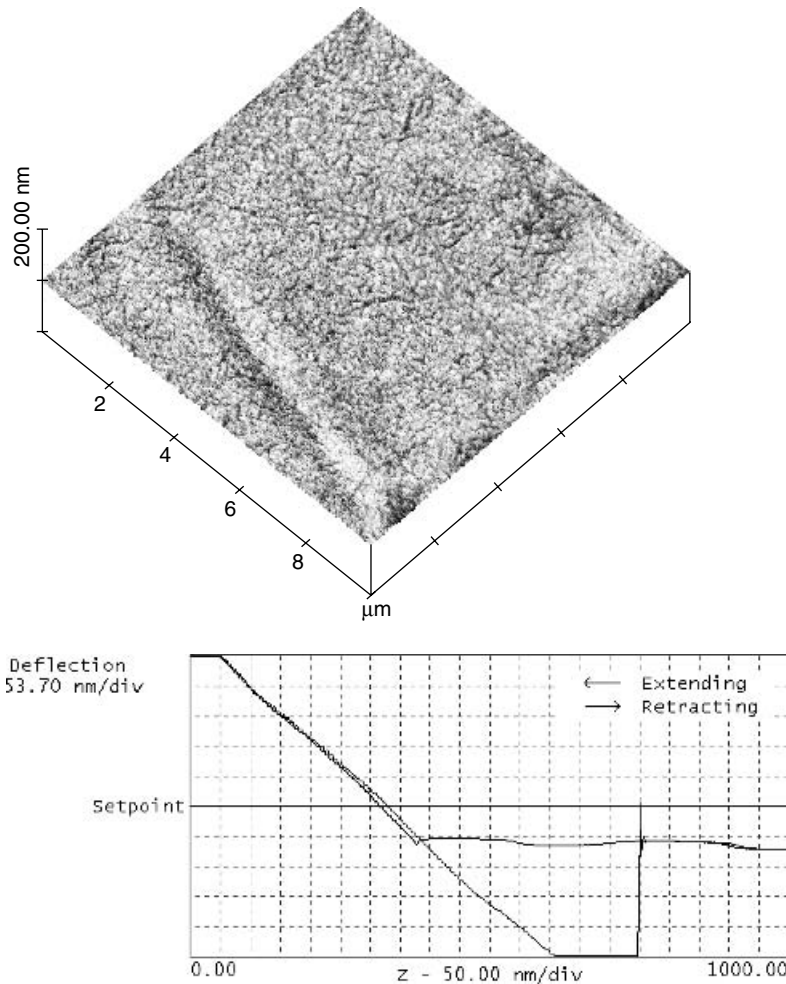 200.00 nm
2
4
6
8
μm
Deflection
53.70 nm/div
Extending
Retracting
Setpoint
0.00
Z - 50.00 nm/div
1000.00